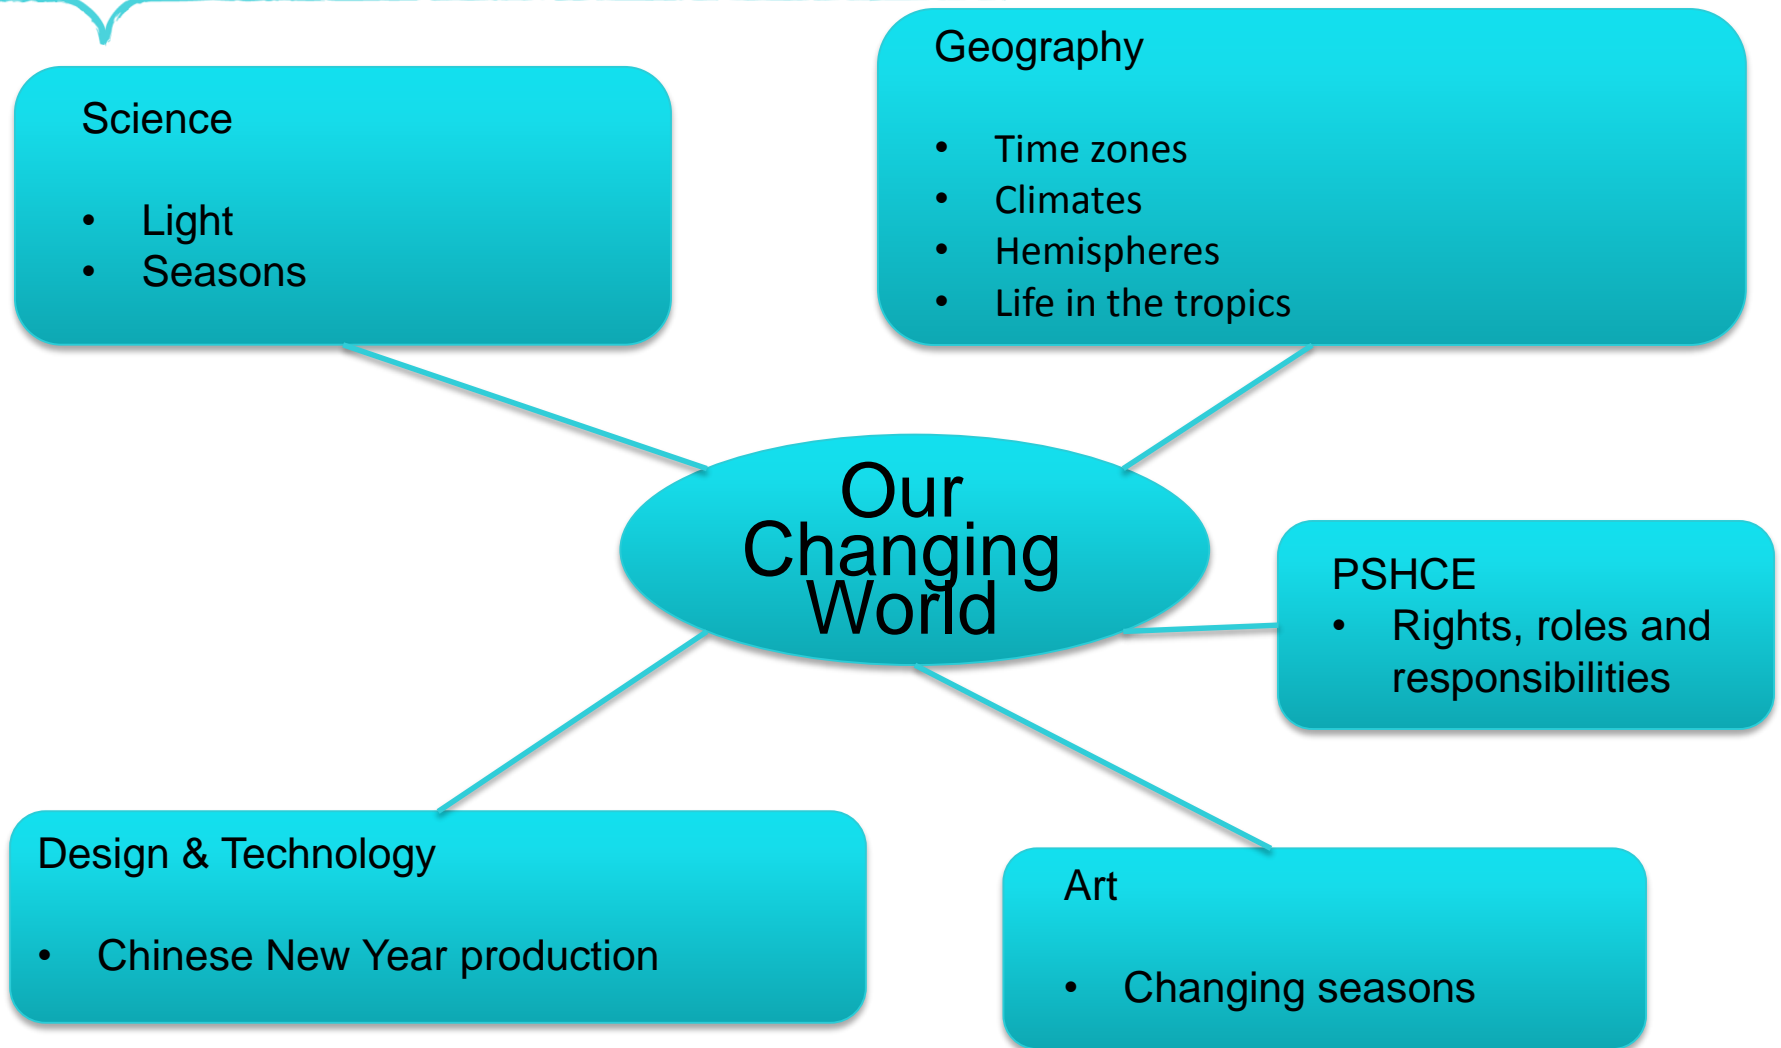 Science
• Light
• Seasons
Geography
• Time zones
• Climates
• Hemispheres
• Life in the tropics
Our
Changing
World
PSHCE
• Rights, roles and
responsibilities
Design & Technology
• Chinese New Year production
Art
• Changing seasons